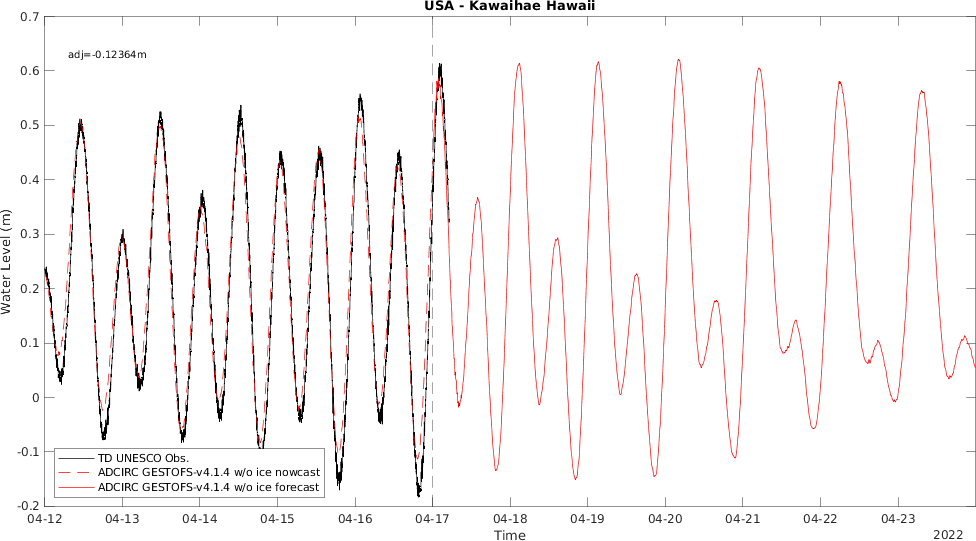 USA - Kawaihae Hawaii
adj=-0.12364m
Water Level (m)
0.7
0.6
0.5
0.4
0.3
0.2
0.1
0
-0.1
-0.2
TD UNESCO Obs.
ADCIRC GESTOFS-v4.1.4 w/o ice nowcast
ADCIRC GESTOFS-v4.1.4 w/o ice forecast
04-12 04-13 04-14 04-15 04-16 04-17 04-18 04-19 04-20 04-21 04-22 04-23
Time
2022